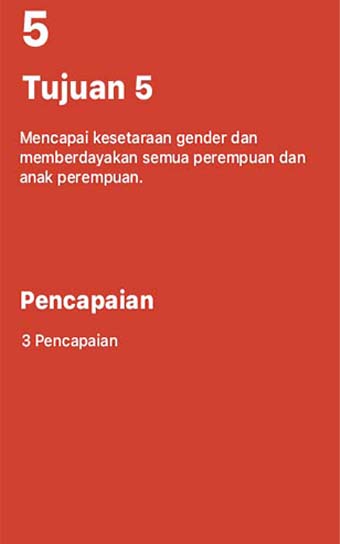 5
Tujuan 5
Mencapai kesetaraan gender dan
memberdayakan semua perempuan dan
anak perempuan.
Pencapaian
3 Pencapaian